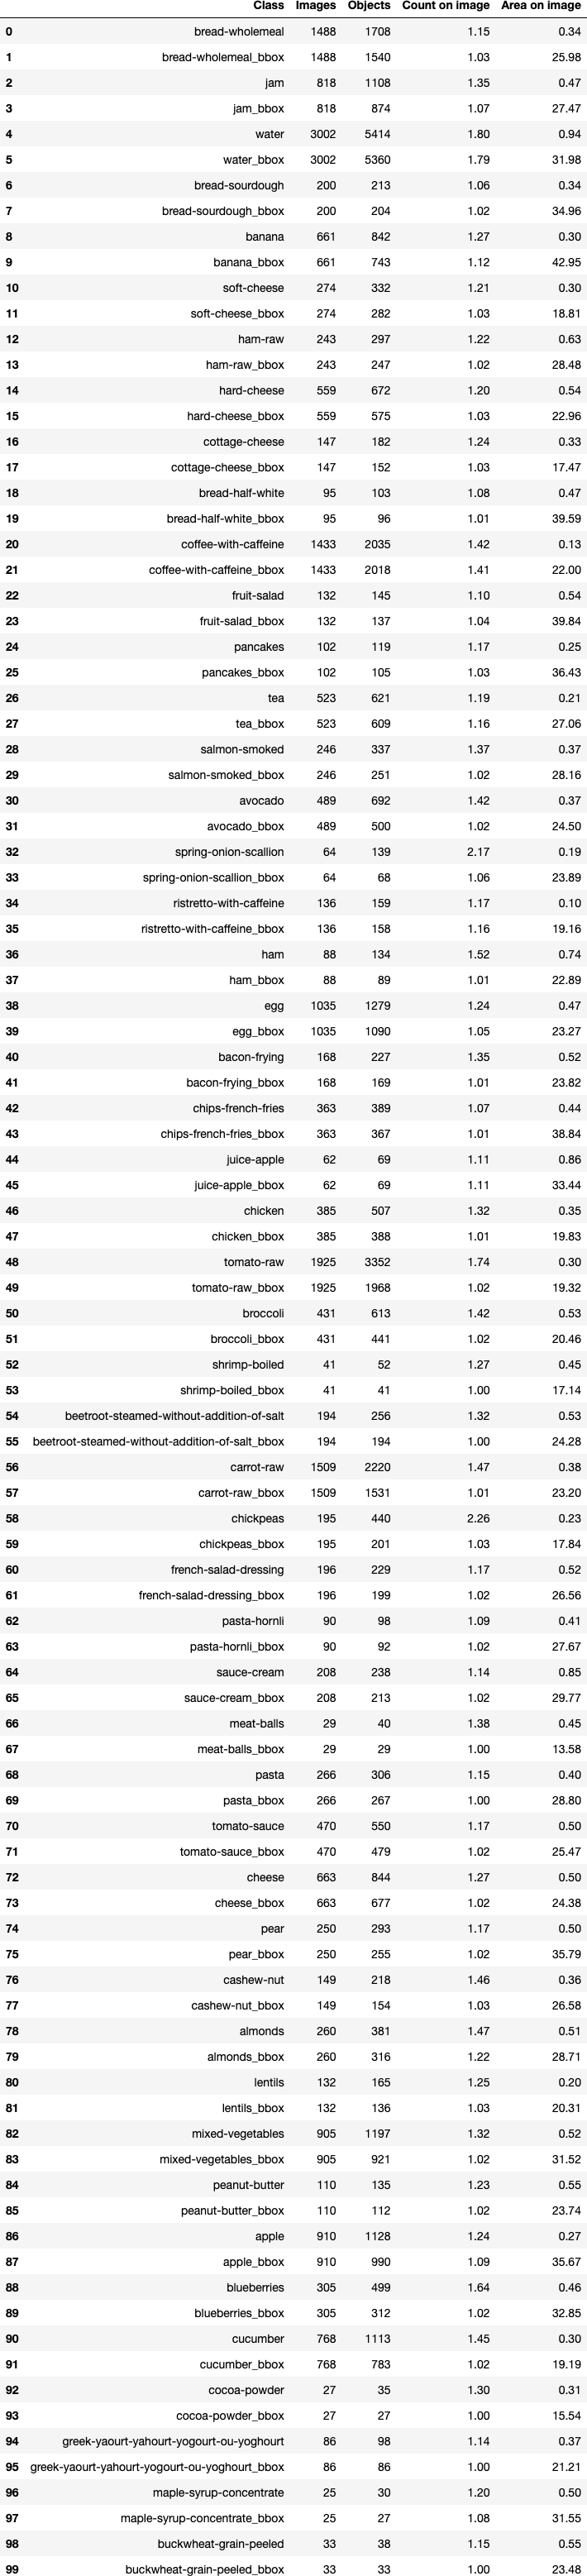 Class Images Objects Count on image Area on image
0 bread-wholemeal 1488 1708 1.15 0.34
1 bread-wholemeal_bbox 1488 1540 1.03 25.98
2 jam 818 1108 1.35 0.47
3 jam_bbox 818 874 1.07 27.47
4 water 3002 5414 1.80 0.94
5 water_bbox 3002 5360 1.79 31.98
6 bread-sourdough 200 213 1.06 0.34
7 bread-sourdough_bbox 200 204 1.02 34.96
8 banana 661 842 1.27 0.30
9 banana_bbox 661 743 1.12 42.95
10 soft-cheese 274 332 1.21 0.30
11 soft-cheese_bbox 274 282 1.03 18.81
12 ham-raw 243 297 1.22 0.63
13 ham-raw_bbox 243 247 1.02 28.48
14 hard-cheese 559 672 1.20 0.54
15 hard-cheese_bbox 559 575 1.03 22.96
16 cottage-cheese 147 182 1.24 0.33
17 cottage-cheese_bbox 147 152 1.03 17.47
18 bread-half-white 95 103 1.08 0.47
19 bread-half-white_bbox 95 96 1.01 39.59
20 coffee-with-caffeine 1433 2035 1.42 0.13
21 coffee-with-caffeine_bbox 1433 2018 1.41 22.00
22 fruit-salad 132 145 1.10 0.54
23 fruit-salad_bbox 132 137 1.04 39.84
24 pancakes 102 119 1.17 0.25
25 pancakes_bbox 102 105 1.03 36.43
26 tea 523 621 1.19 0.21
27 tea_bbox 523 609 1.16 27.06
28 salmon-smoked 246 337 1.37 0.37
29 salmon-smoked_bbox 246 251 1.02 28.16
30 avocado 489 692 1.42 0.37
31 avocado_bbox 489 500 1.02 24.50
32 spring-onion-scallion 64 139 2.17 0.19
33 spring-onion-scallion_bbox 64 68 1.06 23.89
34 ristretto-with-caffeine 136 159 1.17 0.10
35 ristretto-with-caffeine_bbox 136 158 1.16 19.16
36 ham 88 134 1.52 0.74
37 ham_bbox 88 89 1.01 22.89
38 egg 1035 1279 1.24 0.47
39 egg_bbox 1035 1090 1.05 23.27
40 bacon-frying 168 227 1.35 0.52
41 bacon-frying_bbox 168 169 1.01 23.82
42 chips-french-fries 363 389 1.07 0.44
43 chips-french-fries_bbox 363 367 1.01 38.84
44 juice-apple 62 69 1.11 0.86
45 juice-apple_bbox 62 69 1.11 33.44
46 chicken 385 507 1.32 0.35
47 chicken_bbox 385 388 1.01 19.83
48 tomato-raw 1925 3352 1.74 0.30
49 tomato-raw_bbox 1925 1968 1.02 19.32
50 broccoli 431 613 1.42 0.53
51 broccoli_bbox 431 441 1.02 20.46
52 shrimp-boiled 41 52 1.27 0.45
53 shrimp-boiled_bbox 41 41 1.00 17.14
54 beetroot-steamed-without-addition-of-salt 194 256 1.32 0.53
55 beetroot-steamed-without-addition-of-salt_bbox 194 194 1.00 24.28
56 carrot-raw 1509 2220 1.47 0.38
57 carrot-raw_bbox 1509 1531 1.01 23.20
58 chickpeas 195 440 2.26 0.23
59 chickpeas_bbox 195 201 1.03 17.84
60 french-salad-dressing 196 229 1.17 0.52
61 french-salad-dressing_bbox 196 199 1.02 26.56
62 pasta-hornli 90 98 1.09 0.41
63 pasta-hornli_bbox 90 92 1.02 27.67
64 sauce-cream 208 238 1.14 0.85
65 sauce-cream_bbox 208 213 1.02 29.77
66 meat-balls 29 40 1.38 0.45
67 meat-balls_bbox 29 29 1.00 13.58
68 pasta 266 306 1.15 0.40
69 pasta_bbox 266 267 1.00 28.80
70 tomato-sauce 470 550 1.17 0.50
71 tomato-sauce_bbox 470 479 1.02 25.47
72 cheese 663 844 1.27 0.50
73 cheese_bbox 663 677 1.02 24.38
74 pear 250 293 1.17 0.50
75 pear_bbox 250 255 1.02 35.79
76 cashew-nut 149 218 1.46 0.36
77 cashew-nut_bbox 149 154 1.03 26.58
78 almonds 260 381 1.47 0.51
79 almonds_bbox 260 316 1.22 28.71
80 lentils 132 165 1.25 0.20
81 lentils_bbox 132 136 1.03 20.31
82 mixed-vegetables 905 1197 1.32 0.52
83 mixed-vegetables_bbox 905 921 1.02 31.52
84 peanut-butter 110 135 1.23 0.55
85 peanut-butter_bbox 110 112 1.02 23.74
86 apple 910 1128 1.24 0.27
87 apple_bbox 910 990 1.09 35.67
88 blueberries 305 499 1.64 0.46
89 blueberries_bbox 305 312 1.02 32.85
90 cucumber 768 1113 1.45 0.30
91 cucumber_bbox 768 783 1.02 19.19
92 cocoa-powder 27 35 1.30 0.31
93 cocoa-powder_bbox 27 27 1.00 15.54
94 greek-yaourt-yahourt-yogourt-ou-yoghourt 86 98 1.14 0.37
95 greek-yaourt-yahourt-yogourt-ou-yoghourt_bbox 86 86 1.00 21.21
96 maple-syrup-concentrate 25 30 1.20 0.50
97 maple-syrup-concentrate_bbox 25 27 1.08 31.55
98 buckwheat-grain-peeled 33 38 1.15 0.55
99 buckwheat-grain-peeled_bbox 33 33 1.00 23.48